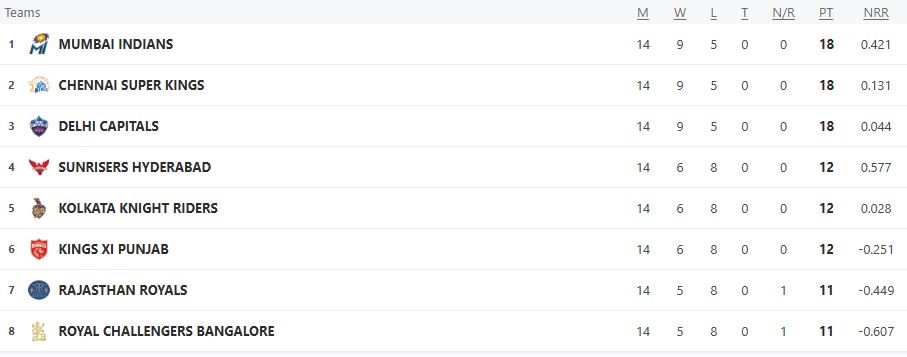 Teams M W L T N/R PT NRR
1 MUMBAI INDIANS 14 9 5 0 0 18 0.421
2 CHENNAI SUPER KINGS 14 9 5 0 0 18 0.131
3 DELHI CAPITALS 14 9 5 0 0 18 0.044
4 SUNRISERS HYDERABAD 14 6 8 0 0 12 0.577
5 KOLKATA KNIGHT RIDERS 14 6 8 0 0 12 0.028
6 KINGS XI PUNJAB 14 6 8 0 0 12 -0.251
7 RAJASTHAN ROYALS 14 5 8 0 1 11 -0.449
8 ROYAL CHALLENGERS BANGALORE 14 5 8 0 1 11 -0.607